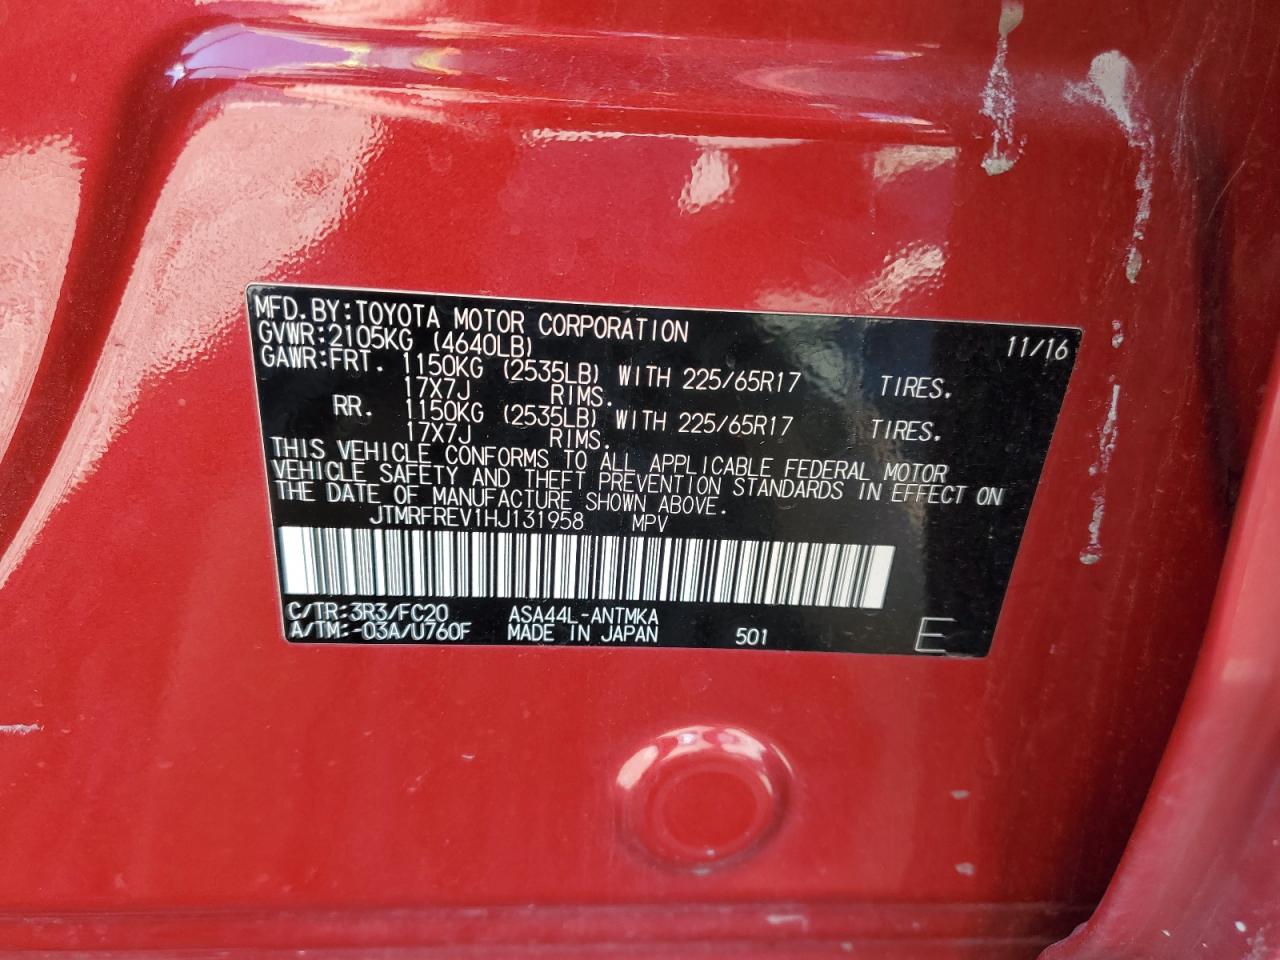 MFD.BY:TOYOTA MOTOR CORPORATION 11/16
GVWR:2105KG (4640LB)
GAWR:FRT. 1150KG (2535LB) WITH 225/65R17 TIRES.
17X7J RIMS.
RR. 1150KG (2535LB) WITH 225/65R17 TIRES.
17X7J RIMS.
THIS VEHICLE CONFORMS TO ALL APPLICABLE FEDERAL MOTOR
VEHICLE SAFETY AND THEFT PREVENTION STANDARDS IN EFFECT ON
THE DATE OF MANUFACTURE SHOWN ABOVE.
JTMRFREV1HJ131958 MPV
C/TR:3R3/FC20 ASA44L-ANTMKA
A/TM:-03A/U760F MADE IN JAPAN 501 E